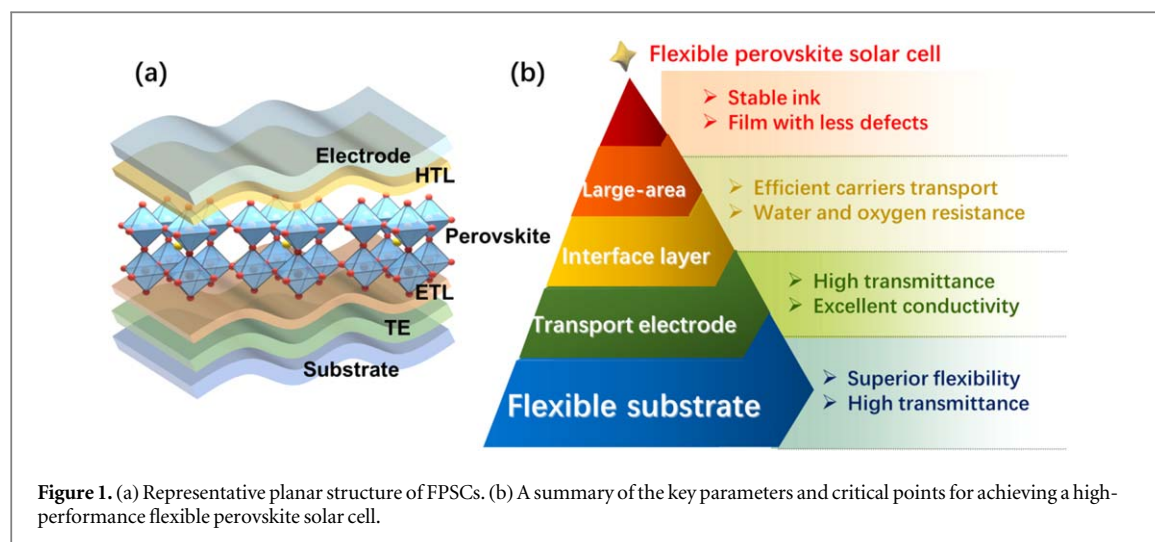 (a)
Electrode
HTL
Perovskite
ETL
TE
Substrate
(b)
Flexible perovskite solar cell
➢ Stable ink
➢ Film with less defects
Large-area
➢ Efficient carriers transport
➢ Water and oxygen resistance
Interface layer
➢ High transmittance
➢ Excellent conductivity
Transport electrode
➢ Superior flexibility
➢ High transmittance
Flexible substrate
Figure 1. (a) Representative planar structure of FPSCs. (b) A summary of the key parameters and critical points for achieving a high-
performance flexible perovskite solar cell.